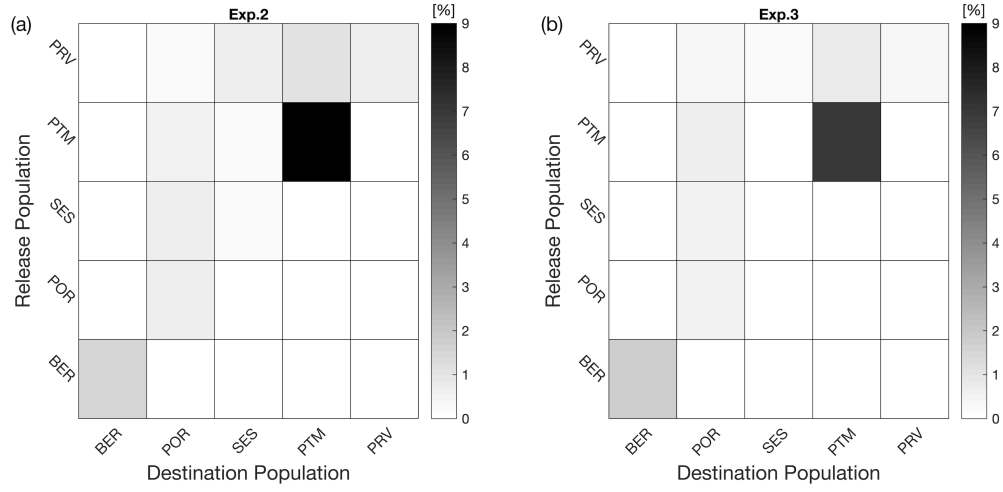 (a)
Exp.2
[%]
Release Population
PRV
PTM
SES
POR
BER
9
8
7
6
5
4
3
2
1
0
BER
POR
SES
PTM
PRV
Destination Population
(b)
Exp.3
[%]
Release Population
PRV
PTM
SES
POR
BER
9
8
7
6
5
4
3
2
1
0
BER
POR
SES
PTM
PRV
Destination Population